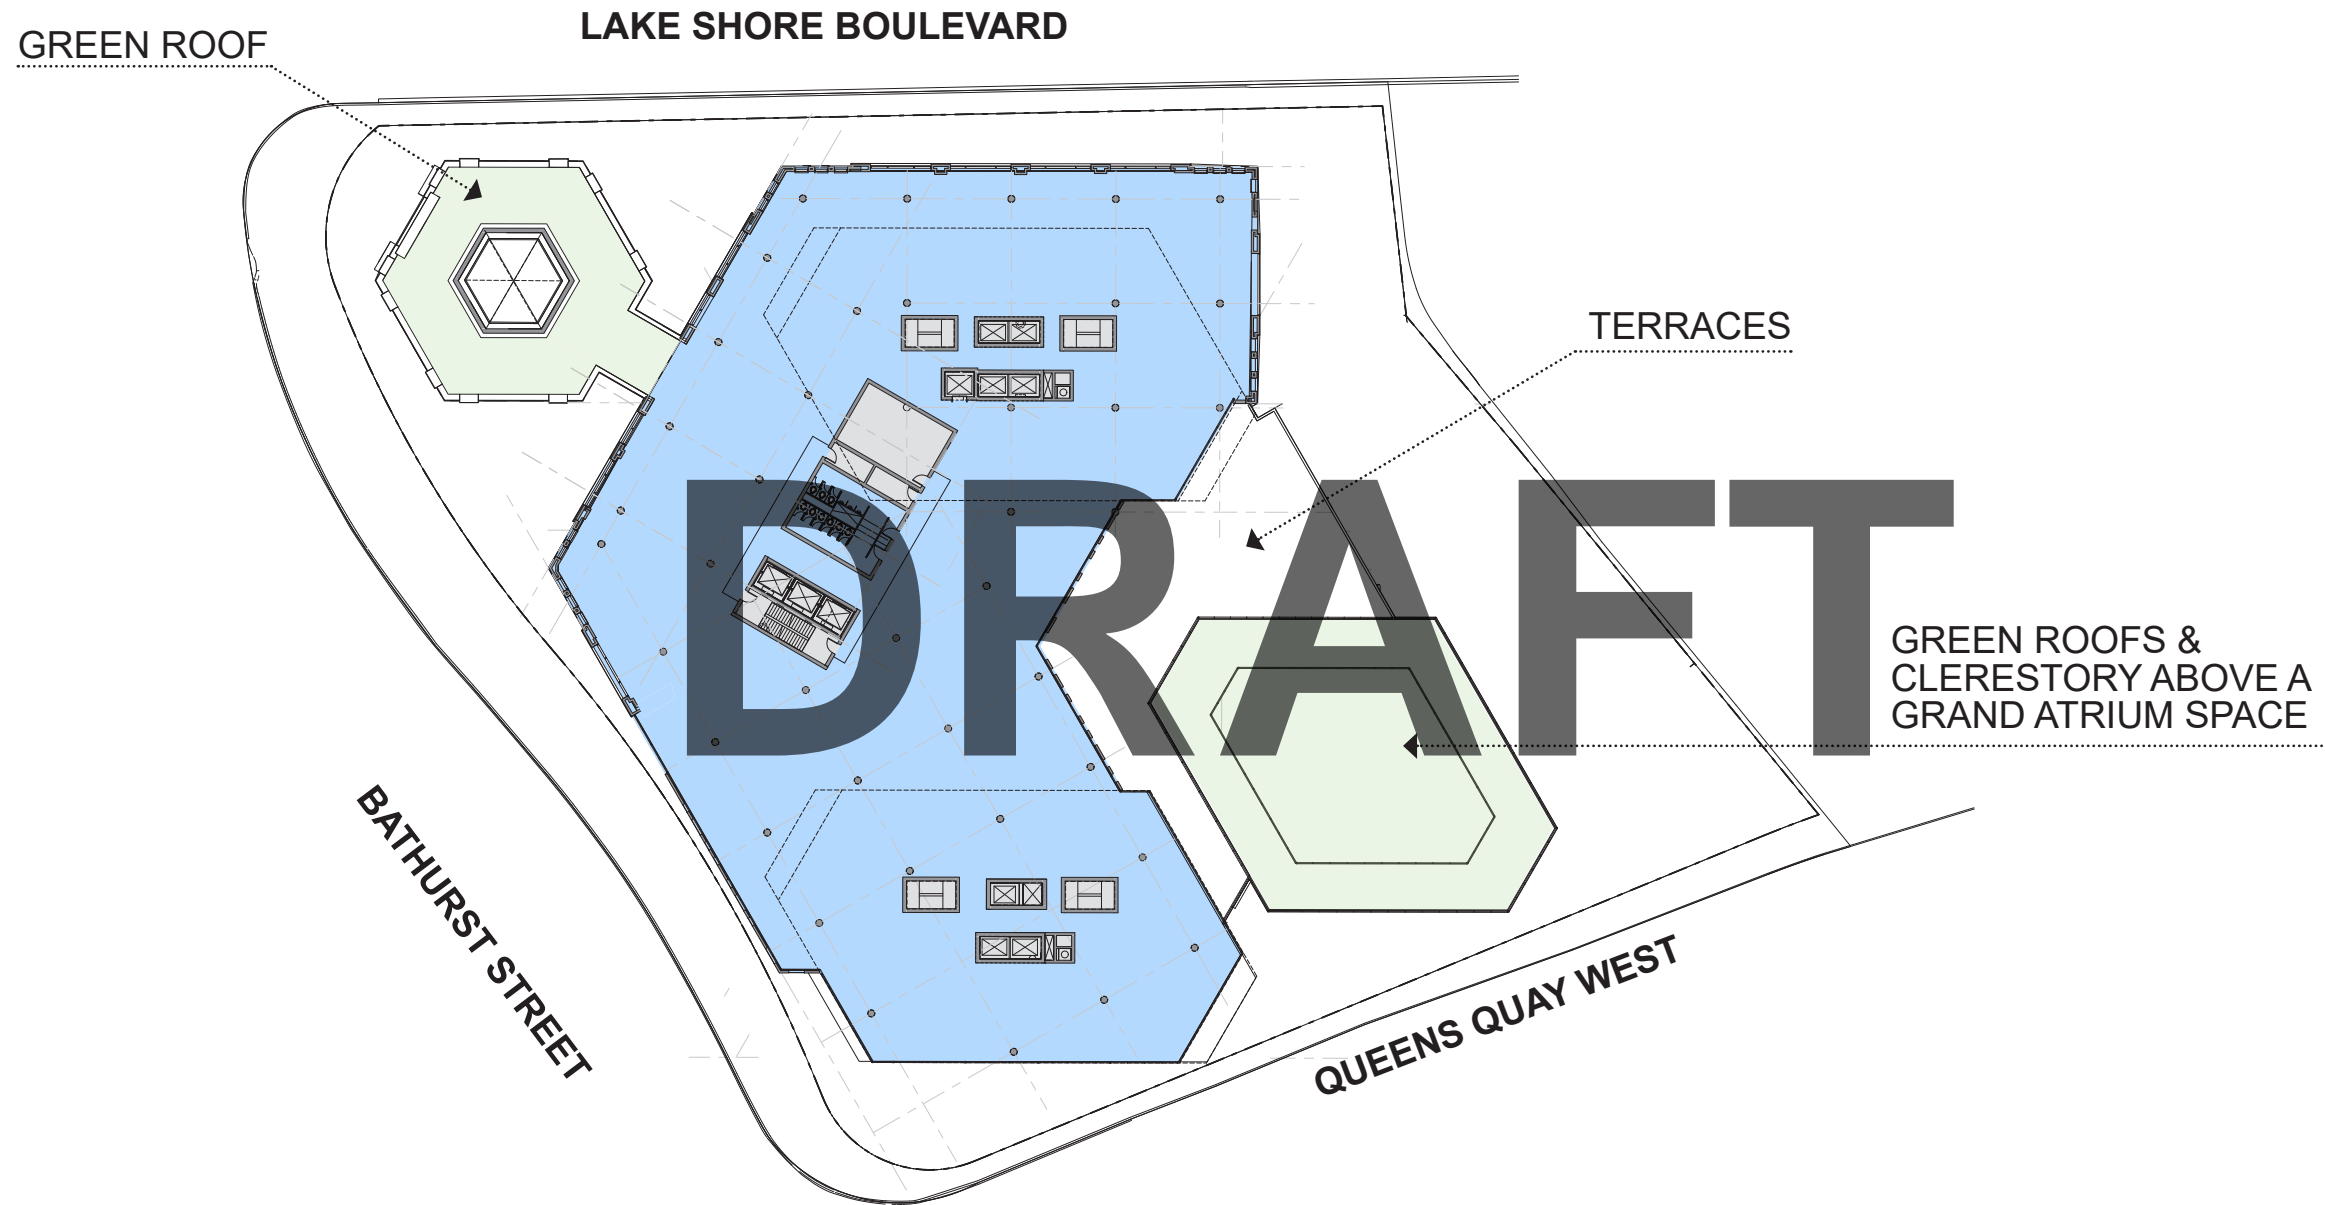 LAKE SHORE BOULEVARD
GREEN ROOF
TERRACES
DRAFT
GREEN ROOFS &
CLERESTORY ABOVE A
GRAND ATRIUM SPACE
BATHURST STREET
QUEENS QUAY WEST